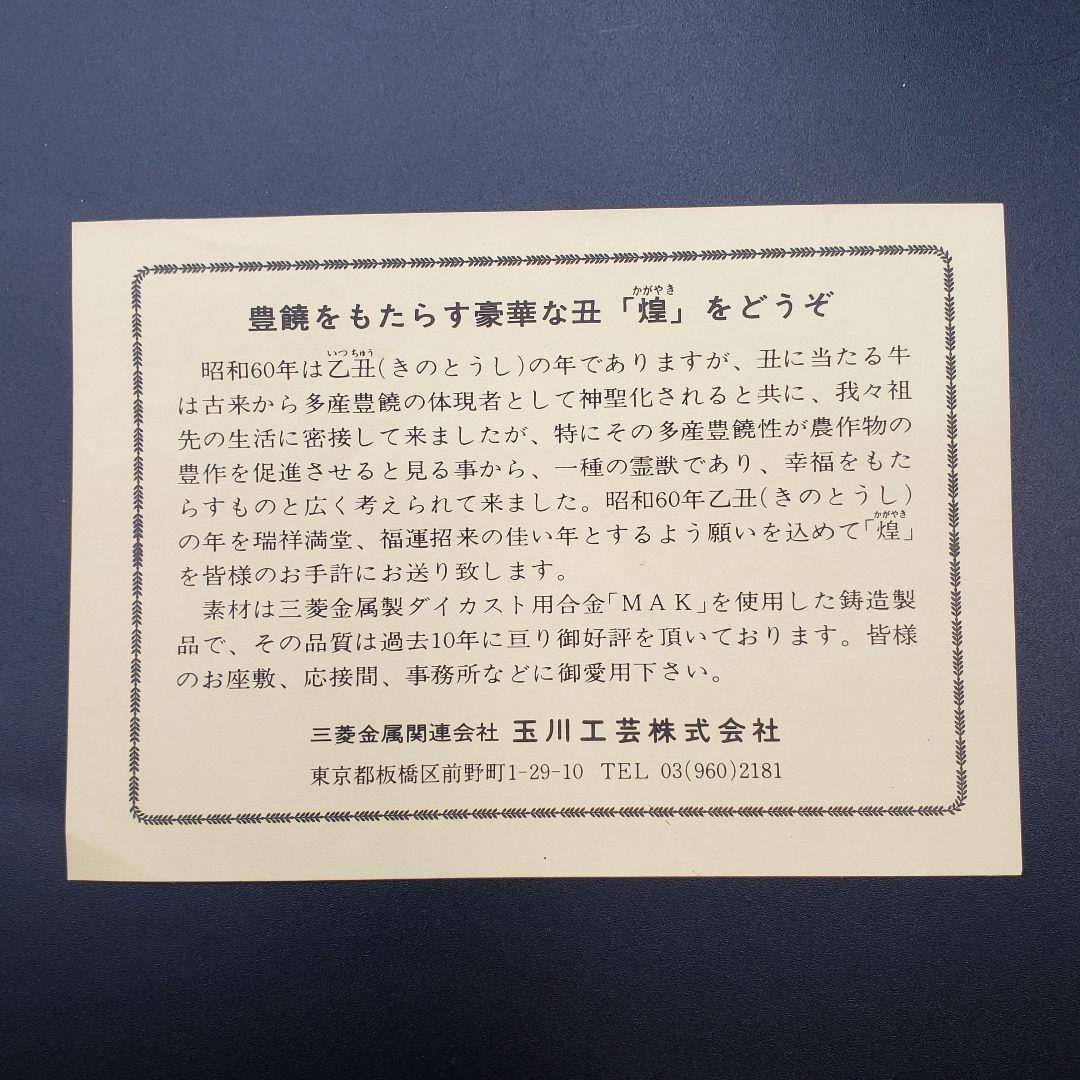 豊饒をもたらす豪華な丑「煌」をどうぞ
かがやき
昭和60年は乙丑(きのとうし)の年でありますが、丑に当たる牛
いつちゅう
は古来から多産豊饒の体現者として神聖化されると共に、我々祖
先の生活に密接して来ましたが、特にその多産豊饒性が農作物の
豊作を促進させると見る事から、一種の霊獣であり、幸福をもた
らすものと広く考えられて来ました。昭和60年乙丑(きのとうし)
の年を瑞祥満堂、福運招来の佳い年とするよう願いを込めて「煌」
かがやき
を皆様のお手許にお送り致します。
素材は三菱金属製ダイカスト用合金「MAK」を使用した鋳造製
品で、その品質は過去10年に亘り御好評を頂いております。皆様
のお座敷、応接間、事務所などに御愛用下さい。
三菱金属関連会社 玉川工芸株式会社
東京都板橋区前野町1-29-10 TEL 03(960)2181